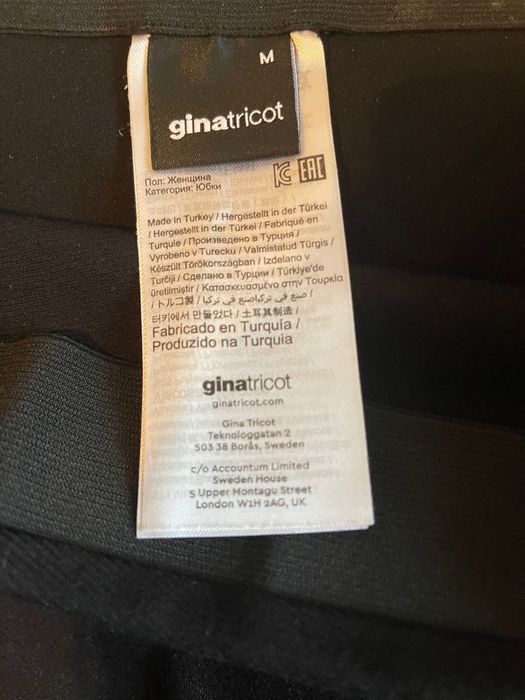 M
ginatricot
Пол: Женщина
Категория: Юбки
EAC
Made in Turkey / Hergestellt in der Türkei
/ Hergestellt in der Türkei / Fabriqué en
Turquie / Произведено в Турция /
Vyrobeno v Turecku / Valmistatud Türgis /
Készült Törökországban / Izdelano v
Turčiji / Сделано в Турции / Türkiye'de
üretilmiştir / Κατασκευασμένο στην Τουρκία
/ トルコ製 / صنع في تركياصنع في تركيا /
터키에서 만들었다 / 土耳其制造 /
Fabricado en Turquía /
Produzido na Turquia
ginatricot
ginatricot.com
Gina Tricot
Teknologgatan 2
503 38 Borås, Sweden
c/o Accountum Limited
Sweden House
5 Upper Montagu Street
London W1H 2AG, UK